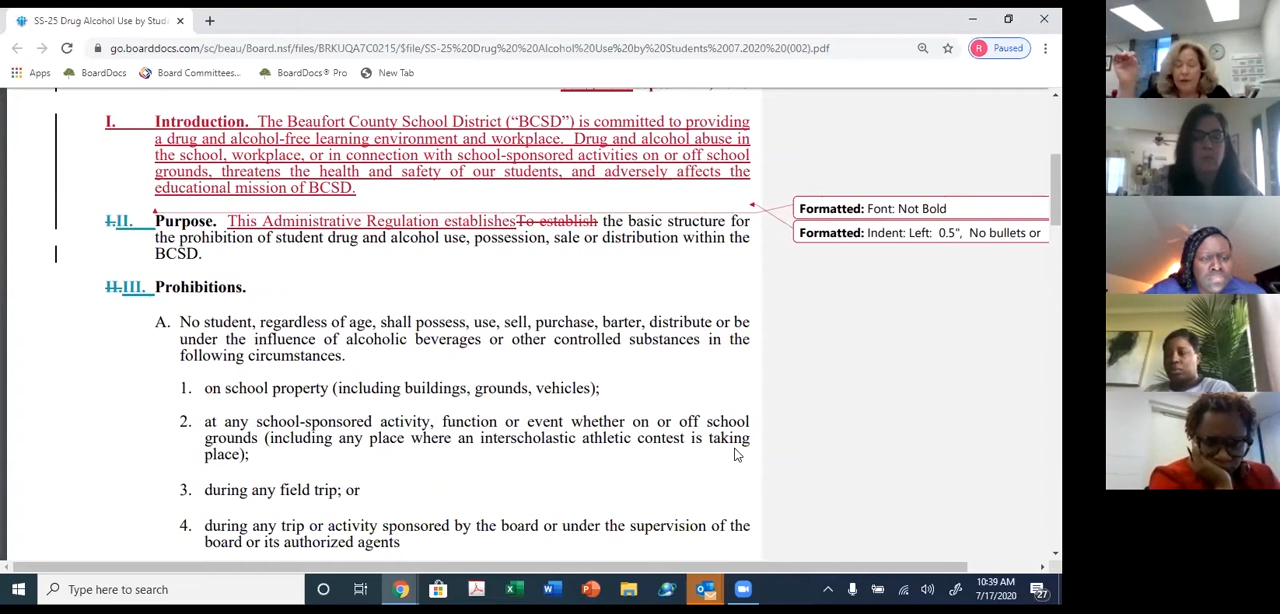 SS-25 Drug Alcohol Use by Stud
go.boarddocs.com/sc/beau/Board.nsf/files/BRKUQA7C0215/$file/SS-25%20Drug%20%20Alcohol%20Use%20by%20Students%2007.2020%20(002).pdf
R Paused
Apps BoardDocs Board Committees... BoardDocs® Pro New Tab
I. Introduction. The Beaufort County School District ("BCSD") is committed to providing
a drug and alcohol-free learning environment and workplace. Drug and alcohol abuse in
the school, workplace, or in connection with school-sponsored activities on or off school
grounds, threatens the health and safety of our students, and adversely affects the
educational mission of BCSD.
I.II. Purpose. This Administrative Regulation establishesTo establish the basic structure for
the prohibition of student drug and alcohol use, possession, sale or distribution within the
BCSD.
Formatted: Font: Not Bold
Formatted: Indent: Left: 0.5", No bullets or
II.III. Prohibitions.
A. No student, regardless of age, shall possess, use, sell, purchase, barter, distribute or be
under the influence of alcoholic beverages or other controlled substances in the
following circumstances.
1. on school property (including buildings, grounds, vehicles);
2. at any school-sponsored activity, function or event whether on or off school
grounds (including any place where an interscholastic athletic contest is taking
place);
3. during any field trip; or
4. during any trip or activity sponsored by the board or under the supervision of the
board or its authorized agents
Type here to search
10:39 AM
7/17/2020
27